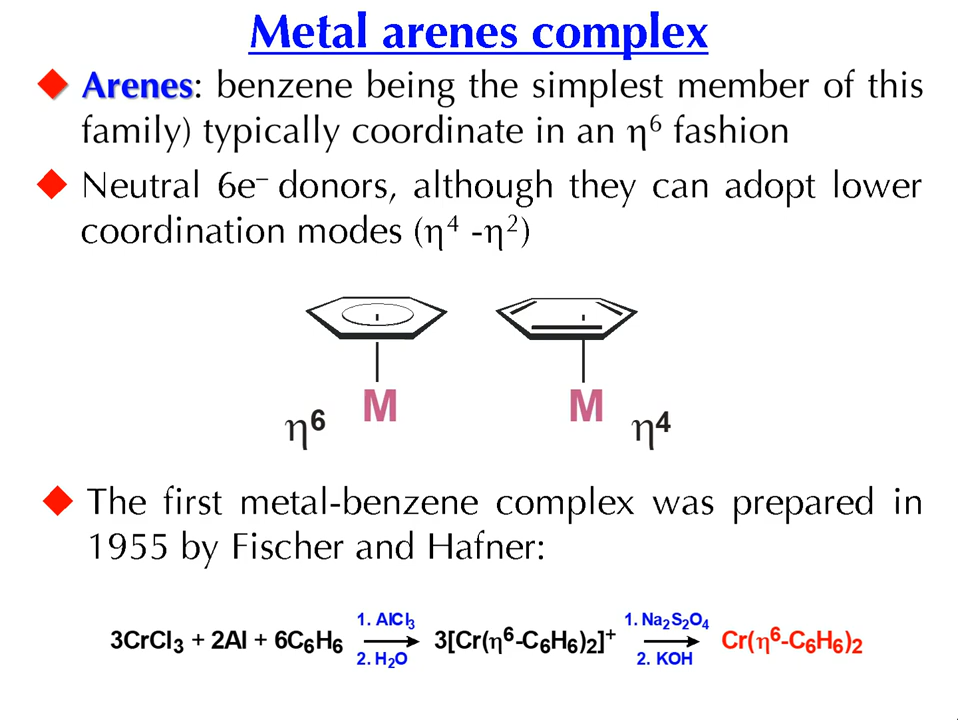 Metal arenes complex
◆ Arenes: benzene being the simplest member of this
family) typically coordinate in an η⁶ fashion
◆ Neutral 6e⁻ donors, although they can adopt lower
coordination modes (η⁴ -η²)
M M
η⁶ η⁴
◆ The first metal-benzene complex was prepared in
1955 by Fischer and Hafner:
1. AlCl₃ 1. Na₂S₂O₄
3CrCl₃ + 2Al + 6C₆H₆ → 3[Cr(η⁶-C₆H₆)₂]⁺ → Cr(η⁶-C₆H₆)₂
2. H₂O 2. KOH